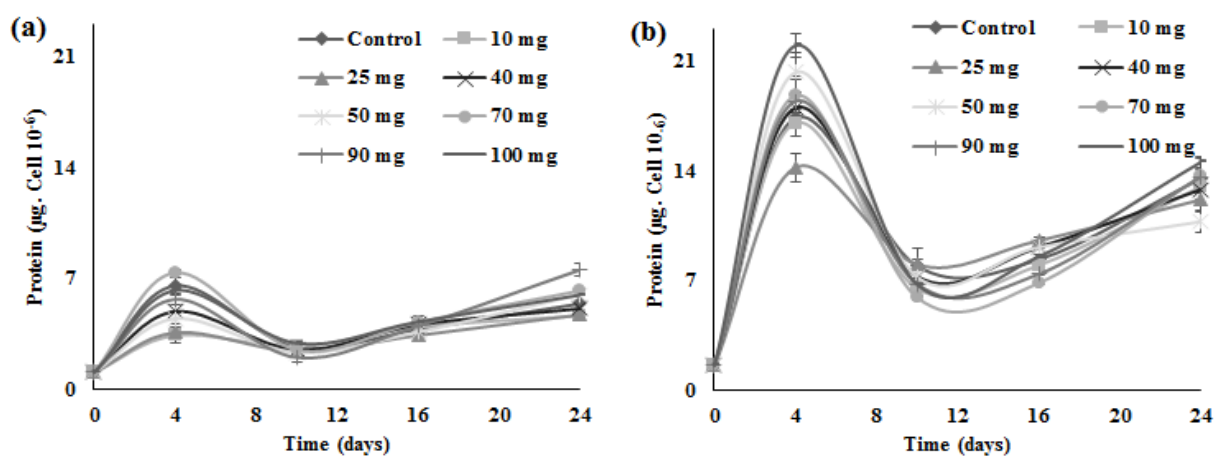 (a)
Control
10 mg
25 mg
40 mg
50 mg
70 mg
90 mg
100 mg
Protein (µg. Cell 10-6)
21
14
7
0
0 4 8 12 16 20 24
Time (days)
(b)
Control
10 mg
25 mg
40 mg
50 mg
70 mg
90 mg
100 mg
Protein (µg. Cell 10-6)
21
14
7
0
0 4 8 12 16 20 24
Time (days)